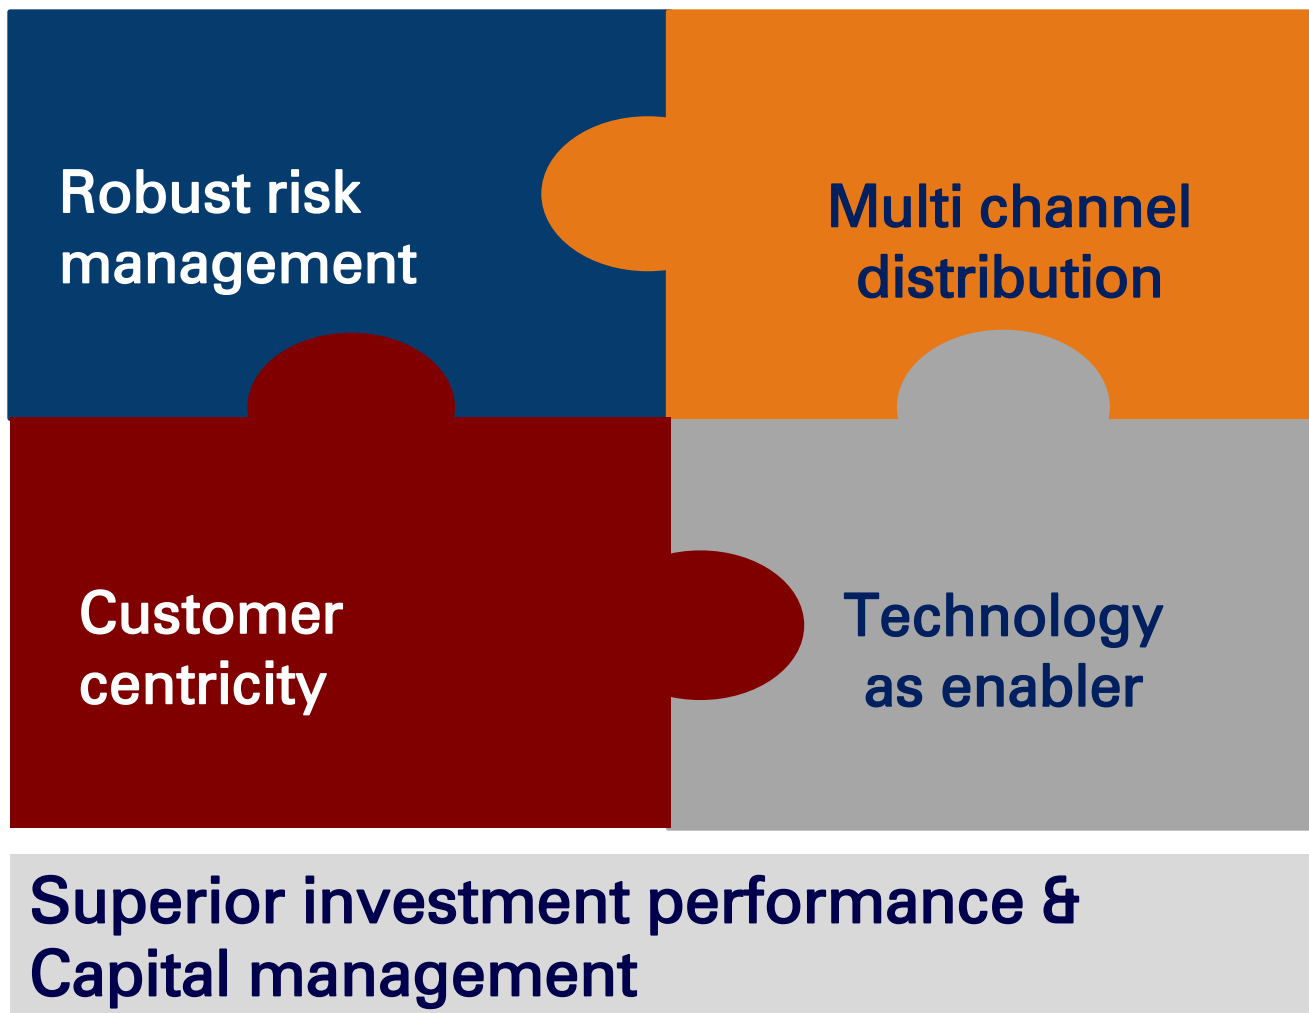 Robust risk
management
Multi channel
distribution
Customer
centricity
Technology
as enabler
Superior investment performance &
Capital management